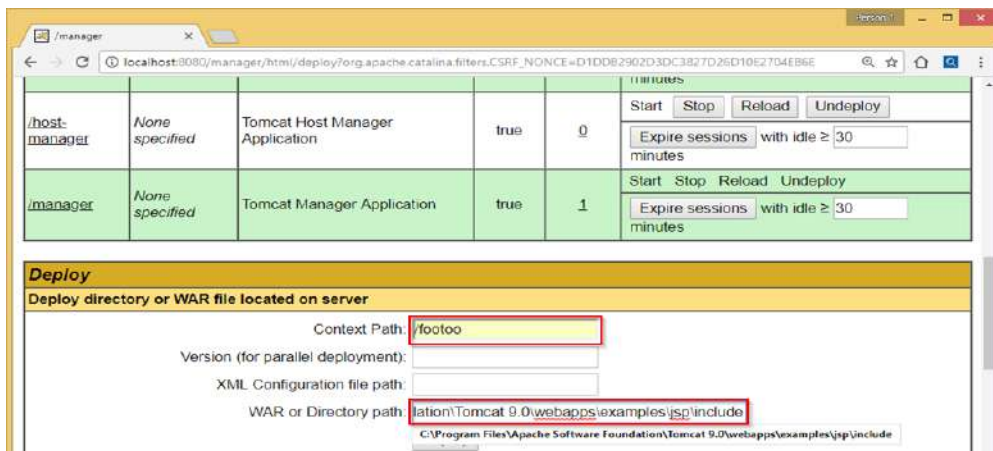 Person 1
/manager
localhost:8080/manager/html/deploy?org.apache.catalina.filters.CSRF_NONCE=D1DDB2902D3DC3827D26D10E2704EB6E
minutes
/host-manager
None specified
Tomcat Host Manager Application
true
0
Start Stop Reload Undeploy
Expire sessions with idle ≥ 30 minutes
/manager
None specified
Tomcat Manager Application
true
1
Start Stop Reload Undeploy
Expire sessions with idle ≥ 30 minutes
Deploy
Deploy directory or WAR file located on server
Context Path: /footoo
Version (for parallel deployment):
XML Configuration file path:
WAR or Directory path: lation\Tomcat 9.0\webapps\examples\jsp\include
C:\Program Files\Apache Software Foundation\Tomcat 9.0\webapps\examples\jsp\include